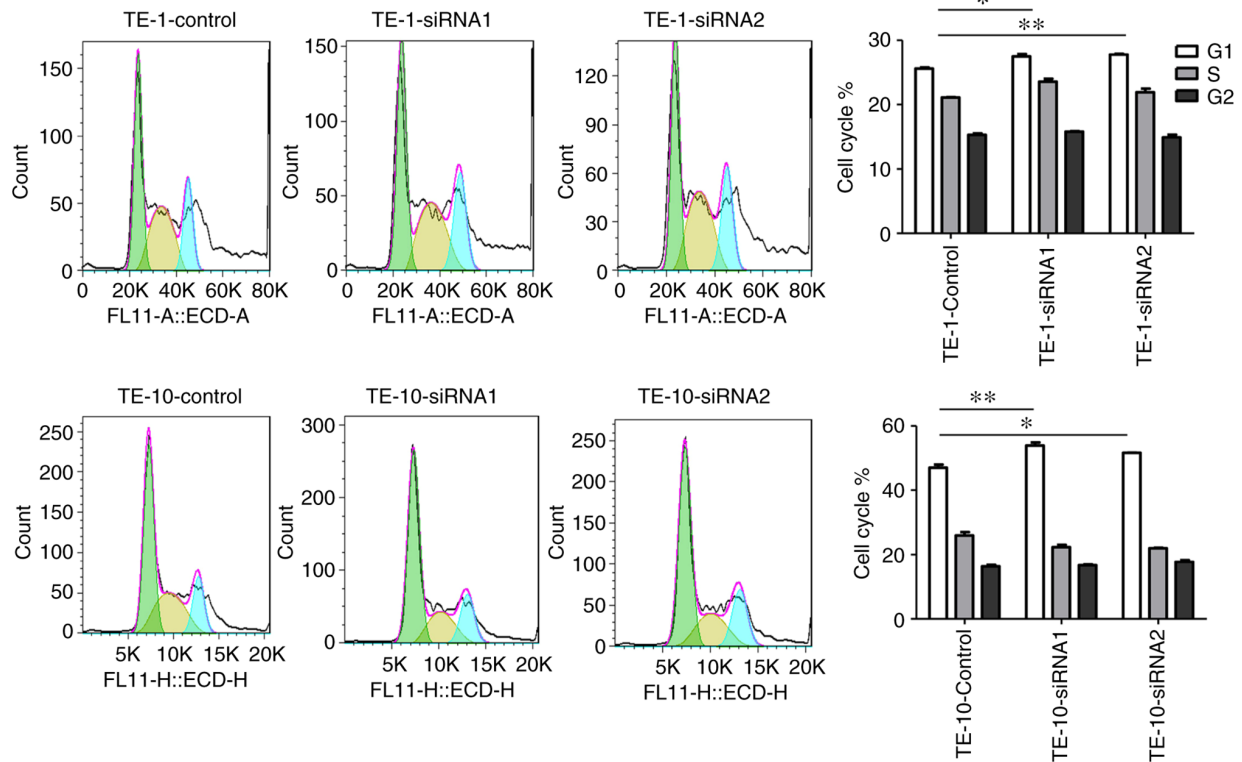 TE-1-control
TE-1-siRNA1
TE-1-siRNA2
*
**
150
100
50
0
Count
0 20K 40K 60K 80K
FL11-A::ECD-A
150
100
50
0
Count
0 20K 40K 60K 80K
FL11-A::ECD-A
120
90
60
30
0
Count
0 20K 40K 60K 80K
FL11-A::ECD-A
30
20
10
0
Cell cycle %
G1
S
G2
TE-1-Control
TE-1-siRNA1
TE-1-siRNA2
TE-10-control
TE-10-siRNA1
TE-10-siRNA2
250
200
150
100
50
0
Count
5K 10K 15K 20K
FL11-H::ECD-H
300
200
100
0
Count
5K 10K 15K 20K
FL11-H::ECD-H
250
200
150
100
50
0
Count
5K 10K 15K 20K
FL11-H::ECD-H
**
*
60
40
20
0
Cell cycle %
TE-10-Control
TE-10-siRNA1
TE-10-siRNA2